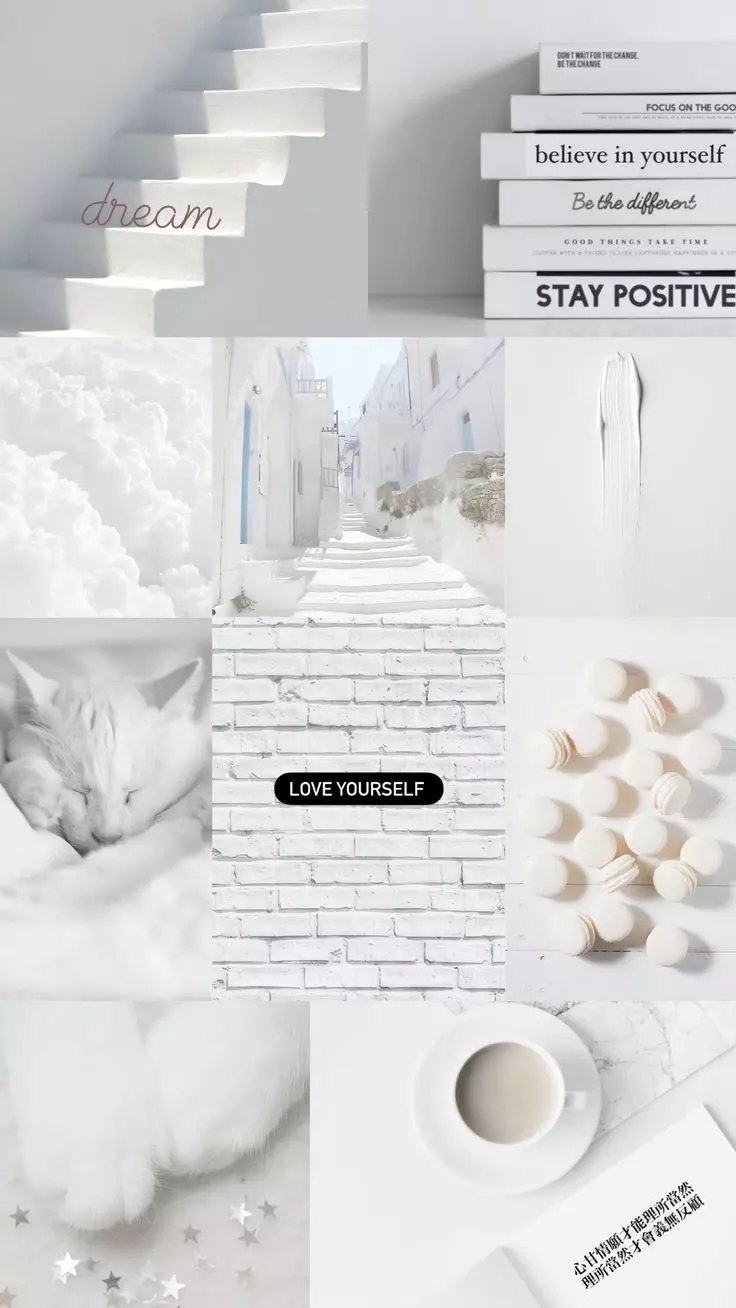 dream
DON'T WAIT FOR THE CHANGE.
BE THE CHANGE
FOCUS ON THE GOO
believe in yourself
Be the different
GOOD THINGS TAKE TIME
STAY POSITIVE
LOVE YOURSELF
心甘情願才能理所當然
理所當然才會義無反顧